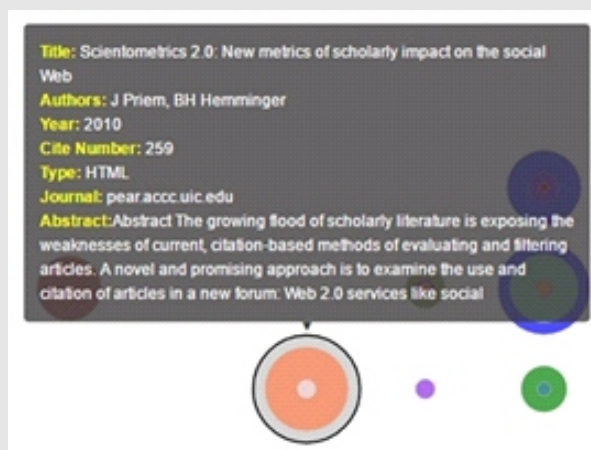 Title: Scientometrics 2.0: New metrics of scholarly impact on the social
Web
Authors: J Priem, BH Hemminger
Year: 2010
Cite Number: 259
Type: HTML
Journal: pear.accc.uic.edu
Abstract:Abstract The growing flood of scholarly literature is exposing the
weaknesses of current, citation-based methods of evaluating and filtering
articles. A novel and promising approach is to examine the use and
citation of articles in a new forum: Web 2.0 services like social